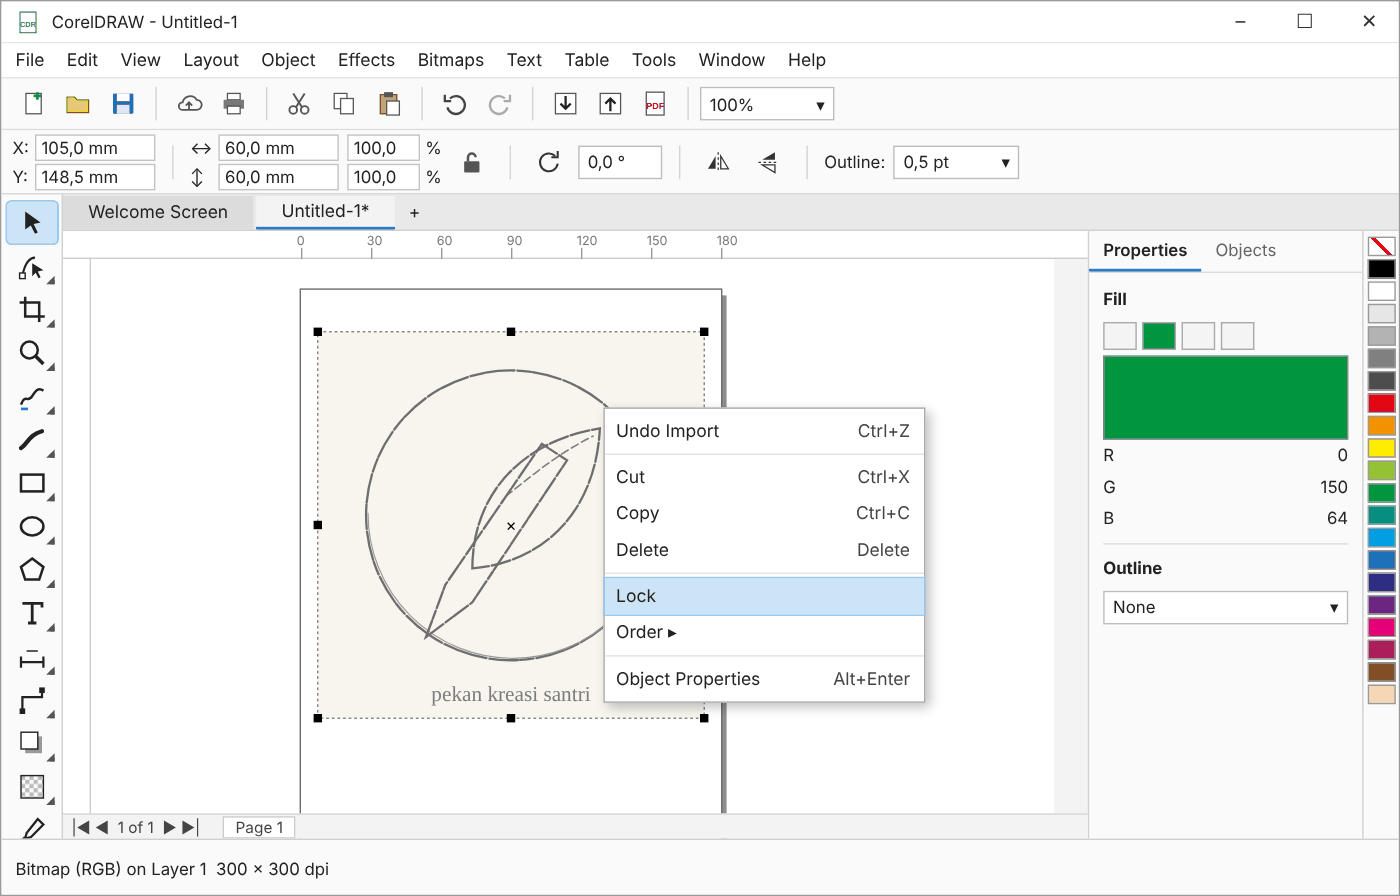 CDR CorelDRAW - Untitled-1
File Edit View Layout Object Effects Bitmaps Text Table Tools Window Help
PDF 100%
X: 105,0 mm 60,0 mm 100,0 % 0,0 ° Outline: 0,5 pt
Y: 148,5 mm 60,0 mm 100,0 %
Welcome Screen Untitled-1* +
0 30 60 90 120 150 180
Properties Objects
Fill
R 0
G 150
B 64
Outline
None
Undo Import Ctrl+Z
Cut Ctrl+X
Copy Ctrl+C
Delete Delete
Lock
Order
Object Properties Alt+Enter
pekan kreasi santri
1 of 1 Page 1
Bitmap (RGB) on Layer 1 300 × 300 dpi